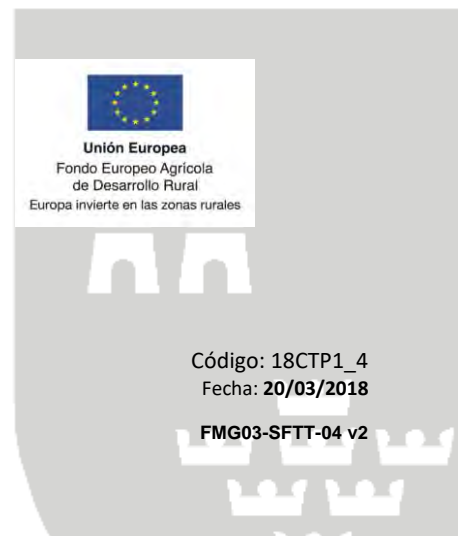 Unión Europea
Fondo Europeo Agrícola
de Desarrollo Rural
Europa invierte en las zonas rurales
Código: 18CTP1_4
Fecha: 20/03/2018
FMG03-SFTT-04 v2